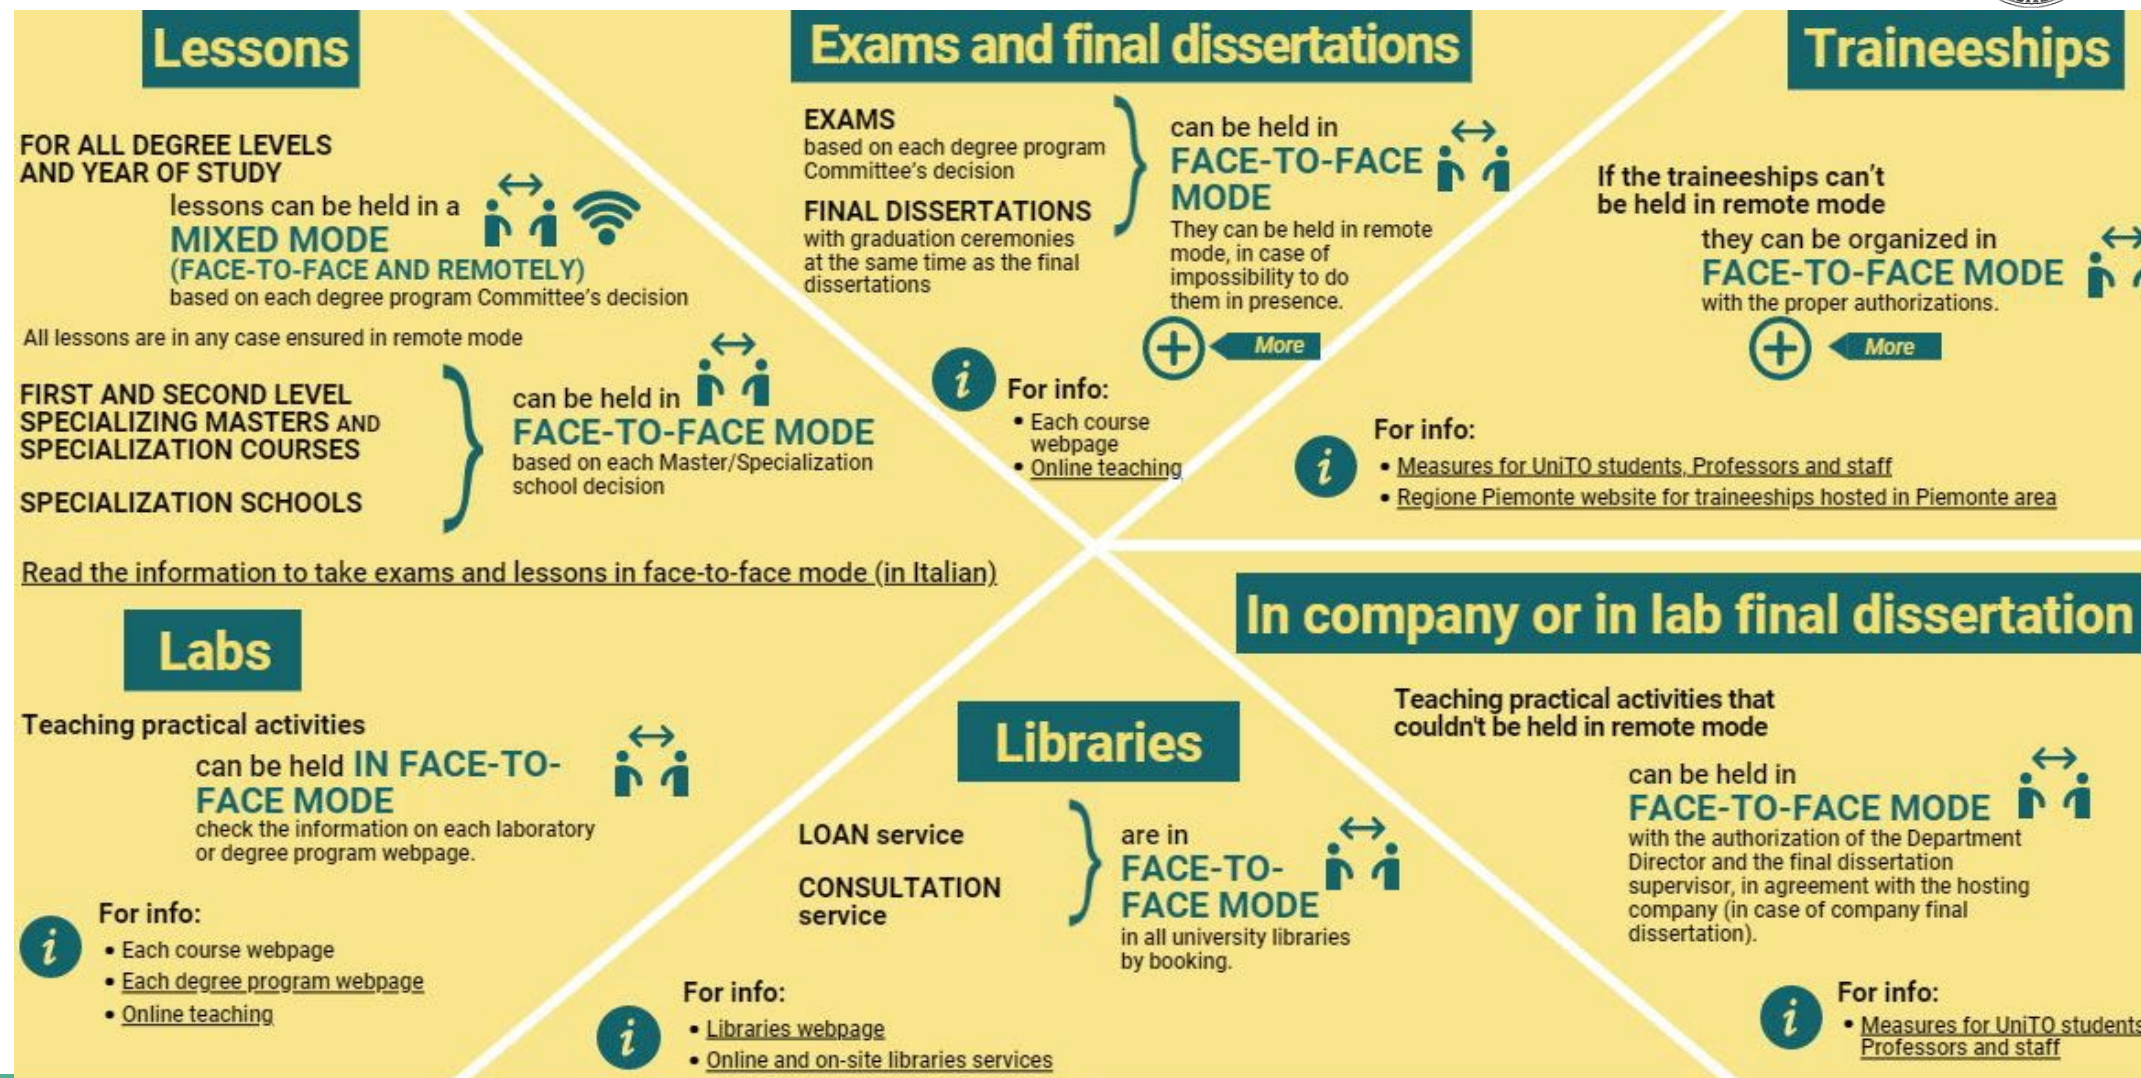 Lessons
FOR ALL DEGREE LEVELS
AND YEAR OF STUDY
lessons can be held in a
MIXED MODE
(FACE-TO-FACE AND REMOTELY)
based on each degree program Committee's decision
All lessons are in any case ensured in remote mode
FIRST AND SECOND LEVEL
SPECIALIZING MASTERS AND
SPECIALIZATION COURSES
SPECIALIZATION SCHOOLS
can be held in
FACE-TO-FACE MODE
based on each Master/Specialization
school decision
Read the information to take exams and lessons in face-to-face mode (in Italian)
Exams and final dissertations
EXAMS
based on each degree program
Committee's decision
FINAL DISSERTATIONS
with graduation ceremonies
at the same time as the final
dissertations
can be held in
FACE-TO-FACE
MODE
They can be held in remote
mode, in case of
impossibility to do
them in presence.
More
For info:
• Each course
webpage
• Online teaching
Traineeships
If the traineeships can't
be held in remote mode
they can be organized in
FACE-TO-FACE MODE
with the proper authorizations.
More
For info:
• Measures for UniTO students, Professors and staff
• Regione Piemonte website for traineeships hosted in Piemonte area
Labs
Teaching practical activities
can be held IN FACE-TO-
FACE MODE
check the information on each laboratory
or degree program webpage.
For info:
• Each course webpage
• Each degree program webpage
• Online teaching
Libraries
LOAN service
CONSULTATION
service
are in
FACE-TO-
FACE MODE
in all university libraries
by booking.
For info:
• Libraries webpage
• Online and on-site libraries services
In company or in lab final dissertation
Teaching practical activities that
couldn't be held in remote mode
can be held in
FACE-TO-FACE MODE
with the authorization of the Department
Director and the final dissertation
supervisor, in agreement with the hosting
company (in case of company final
dissertation).
For info:
• Measures for UniTO students
Professors and staff